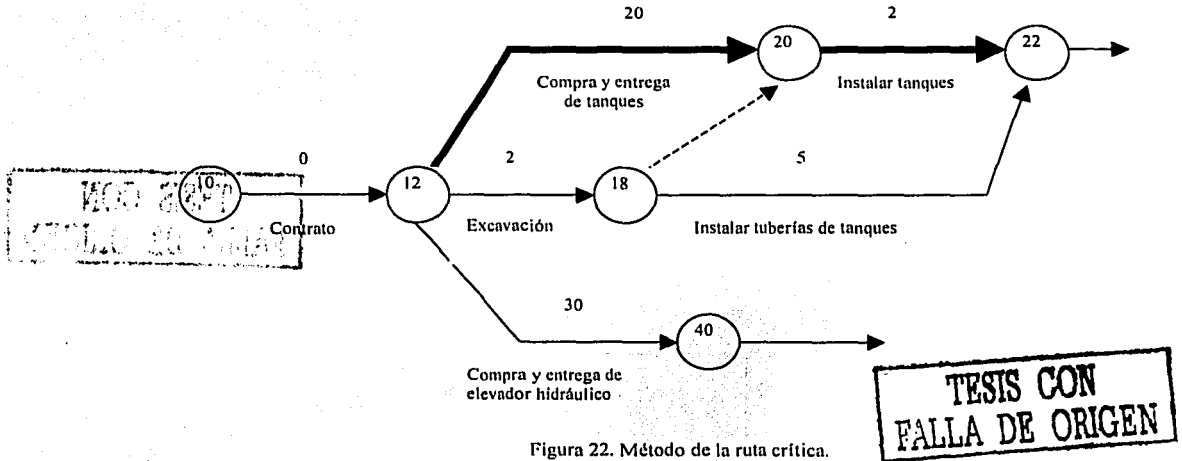 20
2
20
22
Compra y entrega
de tanques
Instalar tanques
0
2
5
10
12
18
Contrato
Excavación
Instalar tuberías de tanques
30
40
Compra y entrega de
elevador hidráulico
TESIS CON
FALLA DE ORIGEN
Figura 22. Método de la ruta crítica.